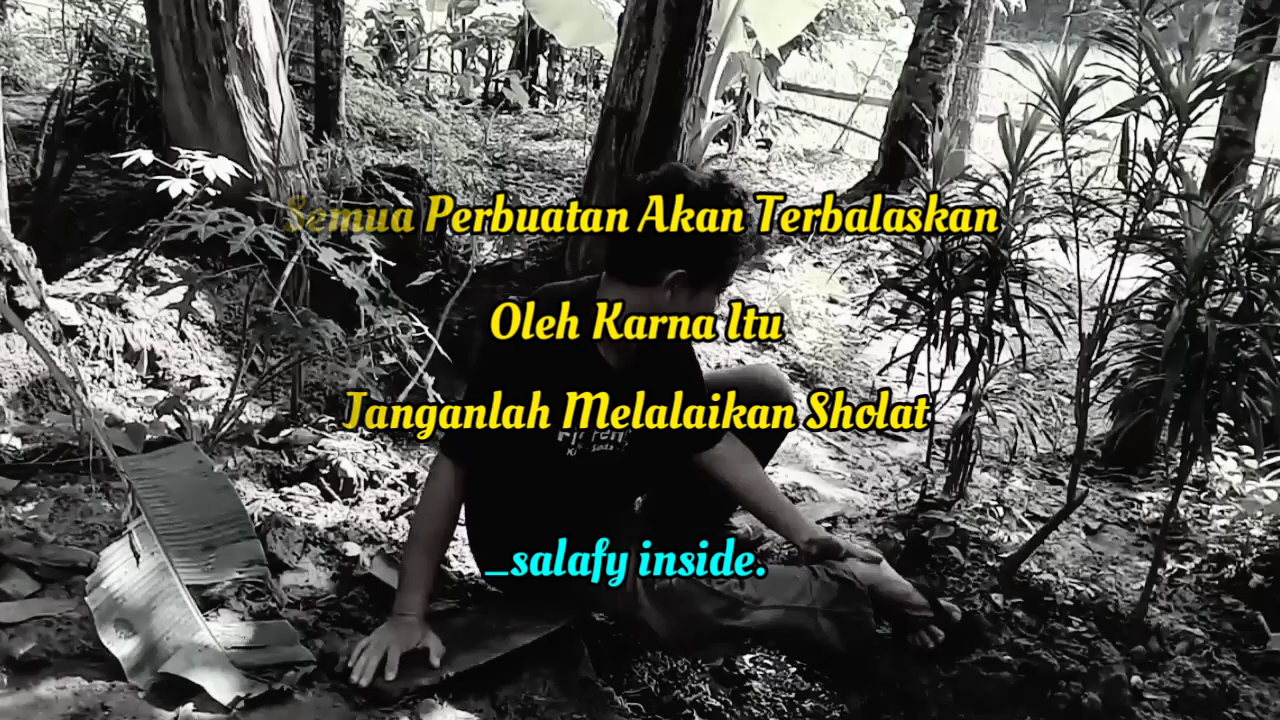 Semua Perbuatan Akan Terbalaskan
Oleh Karna Itu
Janganlah Melalaikan Sholat
_salafy inside.